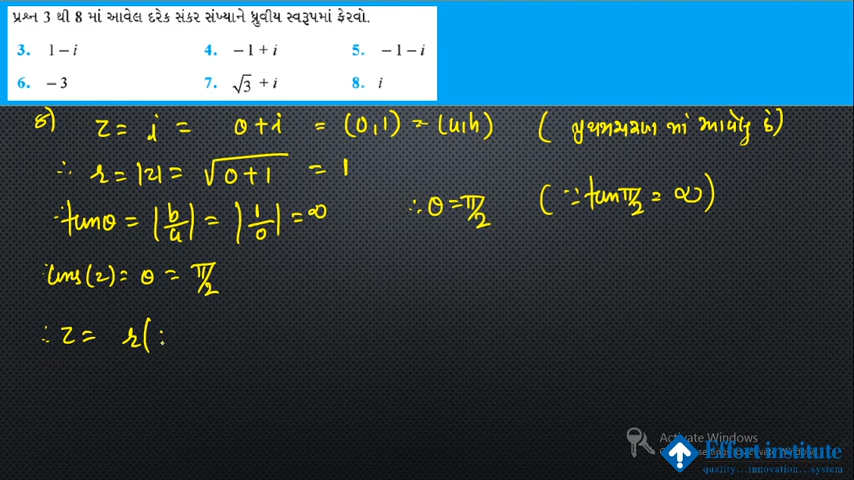 પ્રશ્ન 3 થી 8 માં આવેલ દરેક સંકર સંખ્યાને ધ્રુવીય સ્વરૂપમાં ફેરવો.
3. 1 – i 4. –1 + i 5. –1 – i
6. –3 7. √3 + i 8. i
8) z = i = 0+i = (0,1) = (a,b)
∴ r = |z| = √(0+1) = 1
tanθ = |b/a| = |1/0| = ∞ ∴ θ = π/2 (∵ tan π/2 = ∞)
(z) = θ = π/2
∴ z = r(
Activate Windows
Effort institute
quality...innovation...system